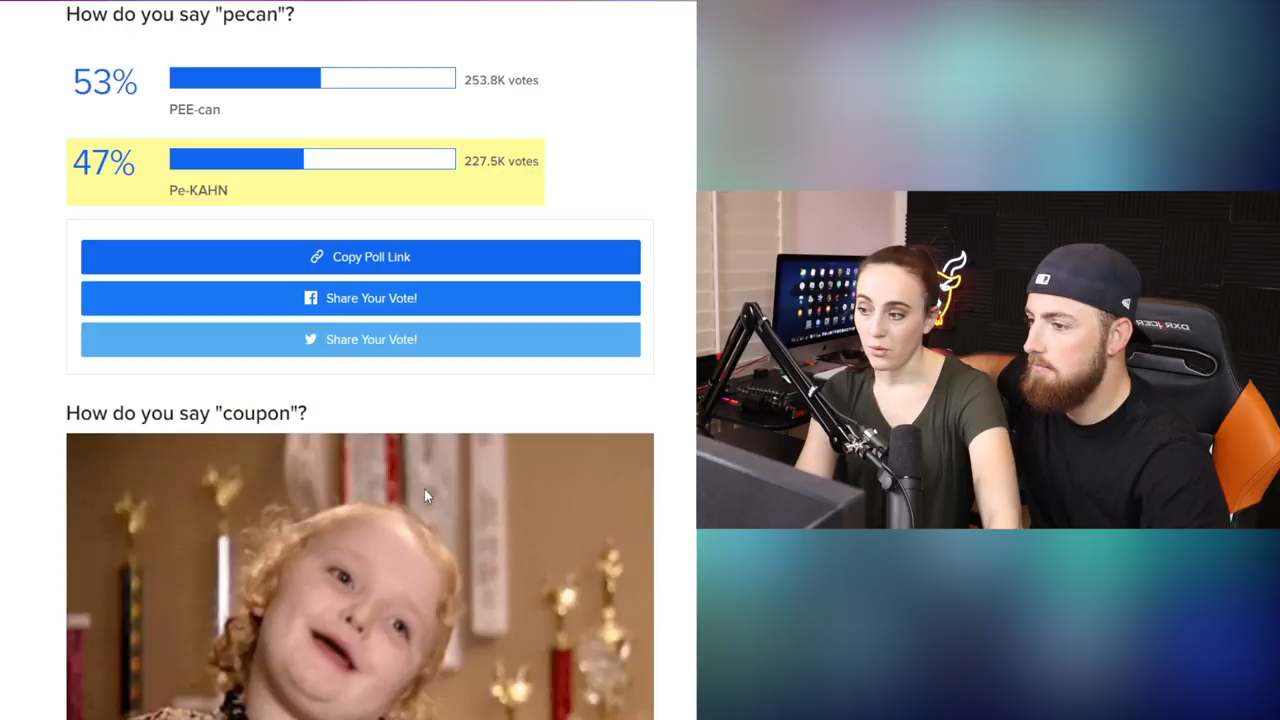 How do you say "pecan"?
53%
253.8K votes
PEE-can
47%
227.5K votes
Pe-KAHN
Copy Poll Link
Share Your Vote!
Share Your Vote!
How do you say "coupon"?
DXRACER